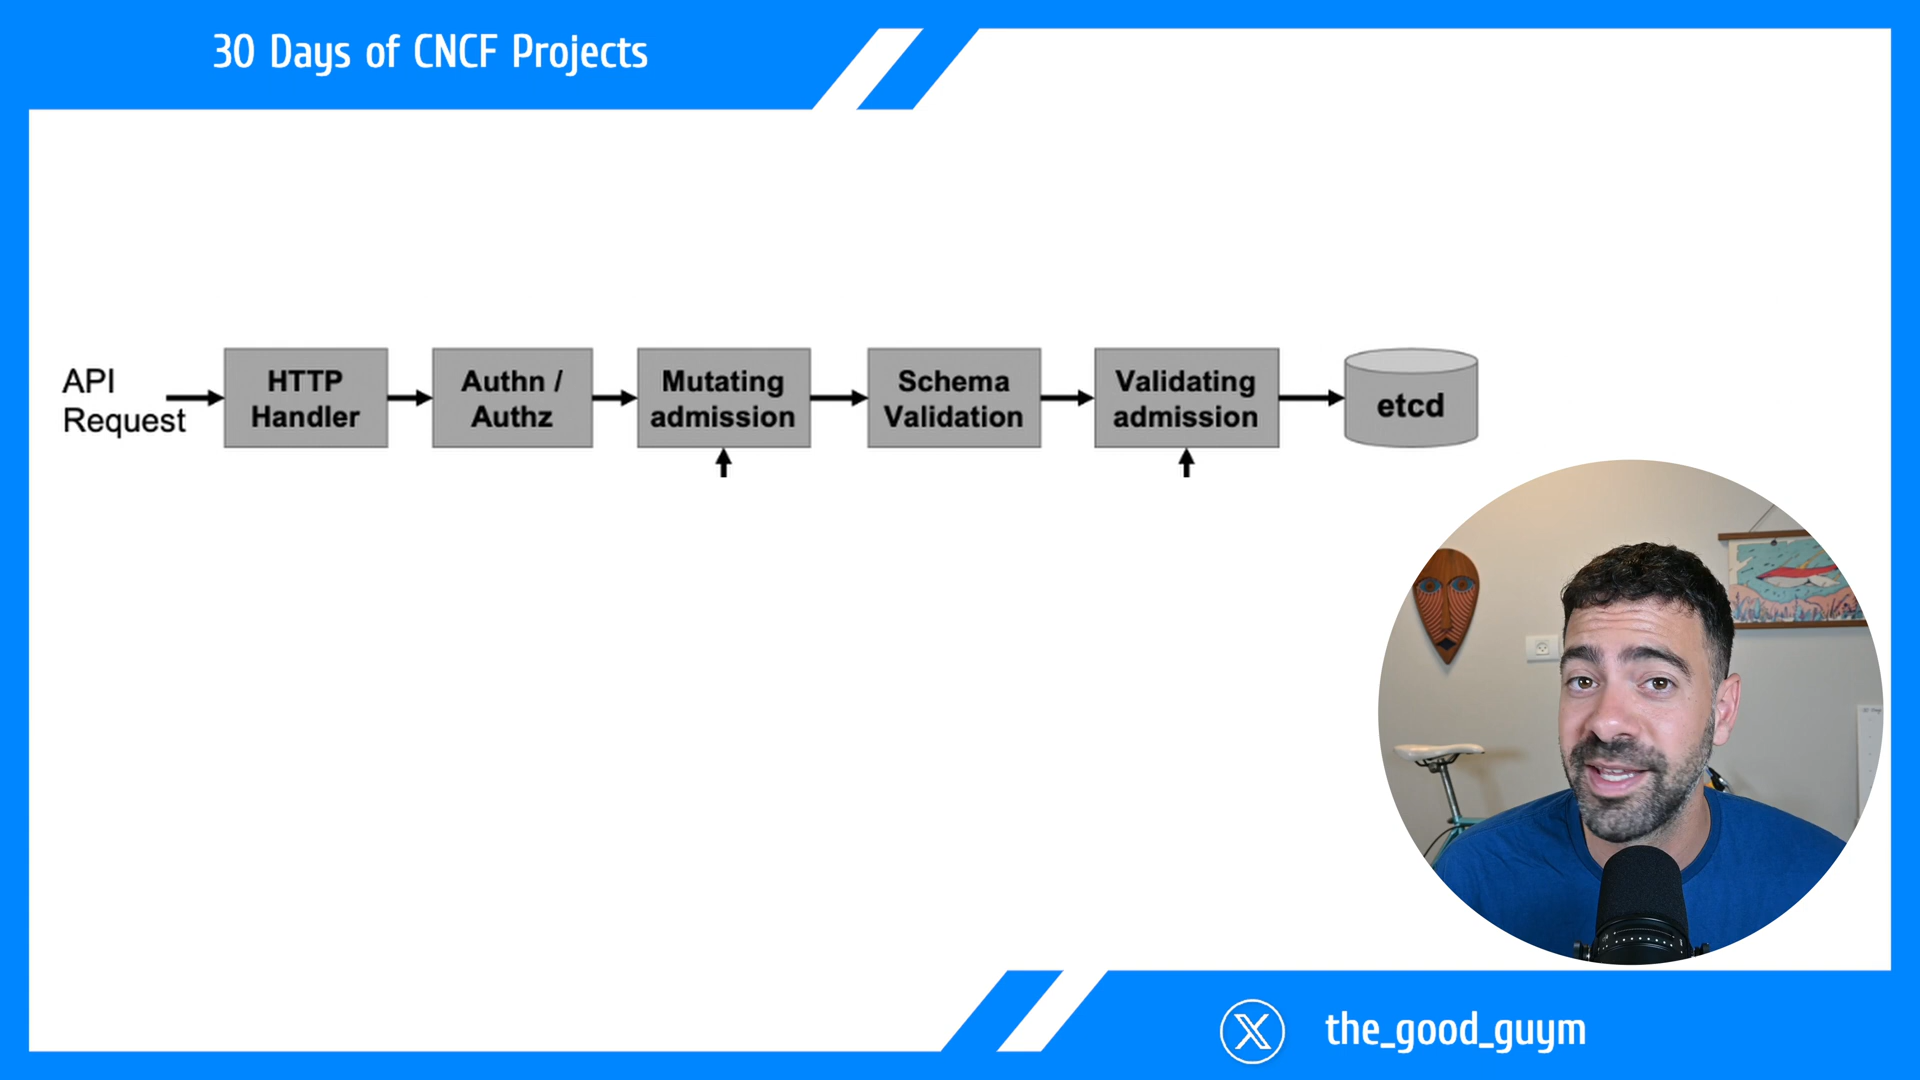 30 Days of CNCF Projects
API
Request
HTTP
Handler
Authn /
Authz
Mutating
admission
Schema
Validation
Validating
admission
etcd
the_good_guym